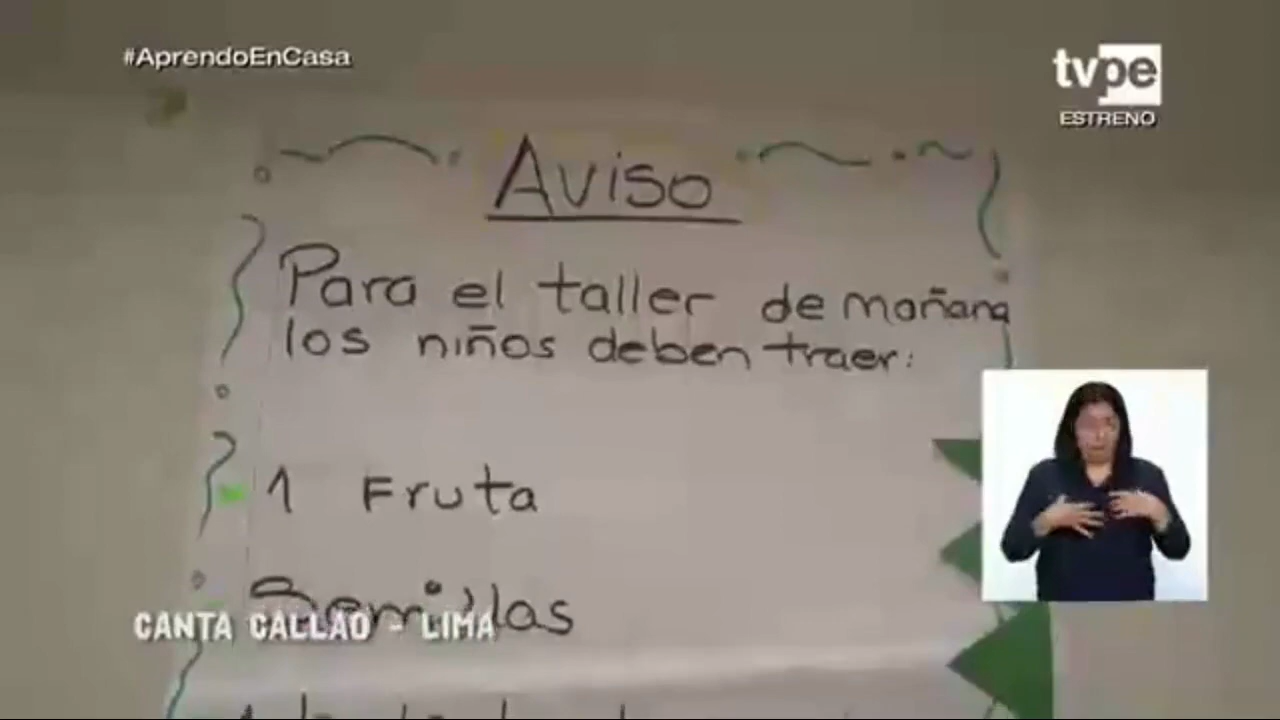 #AprendoEnCasa
tvpe
ESTRENO
AVISO
Para el taller de mañana
los niños deben traer:
1 Fruta
Semillas
CANTA CALLAO - LIMA